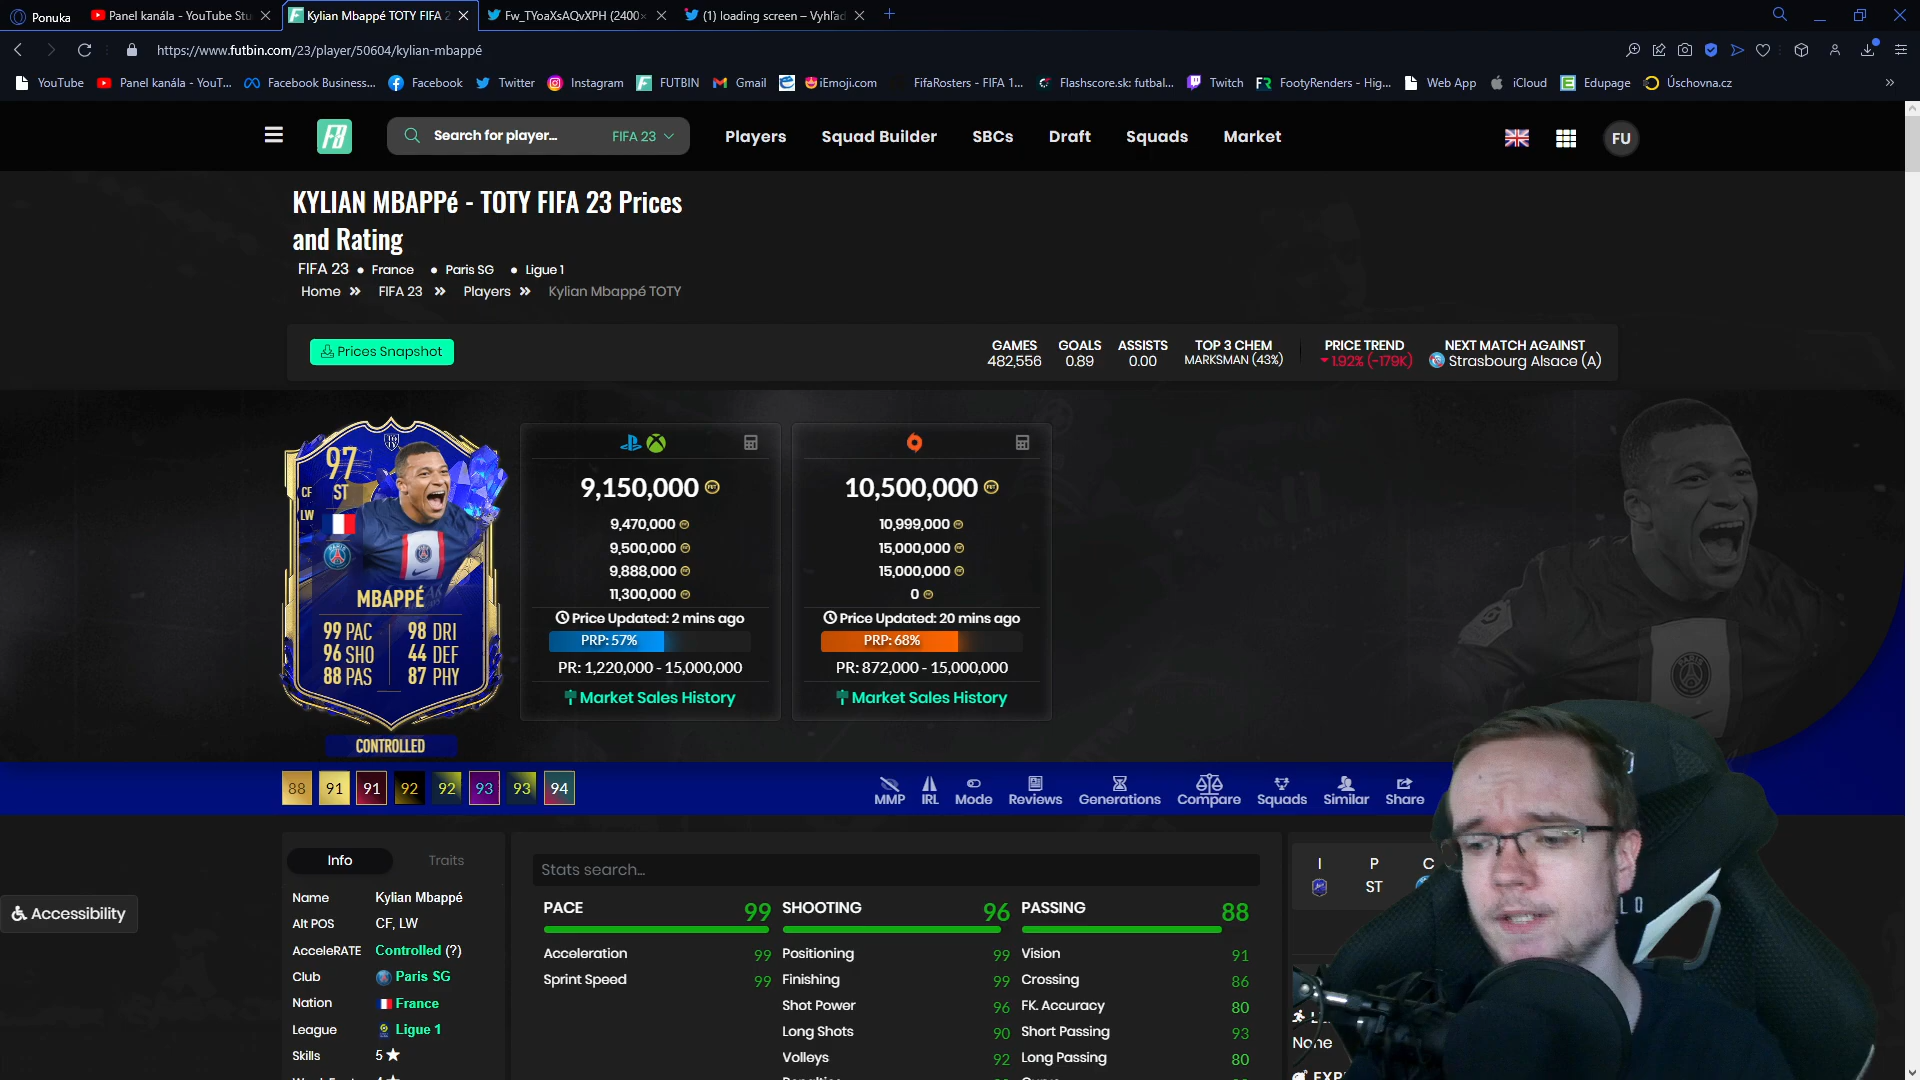 Ponuka
Panel kanála - YouTube Stu
Kylian Mbappé TOTY FIFA 2
Fw_TYoaXsAQvXPH (2400×
(1) loading screen – Vyhľad
https://www.futbin.com/23/player/50604/kylian-mbappé
YouTube
Panel kanála - YouT...
Facebook Business...
Facebook
Twitter
Instagram
FUTBIN
Gmail
iEmoji.com
FifaRosters - FIFA 1...
Flashscore.sk: futbal...
Twitch
FootyRenders - Hig...
Web App
iCloud
Edupage
Úschovna.cz
FB
Search for player...
FIFA 23
Players
Squad Builder
SBCs
Draft
Squads
Market
FU
KYLIAN MBAPPé - TOTY FIFA 23 Prices
and Rating
FIFA 23 • France • Paris SG • Ligue 1
Home » FIFA 23 » Players » Kylian Mbappé TOTY
Prices Snapshot
GAMES
482,556
GOALS
0.89
ASSISTS
0.00
TOP 3 CHEM
MARKSMAN (43%)
PRICE TREND
1.92% (-179K)
NEXT MATCH AGAINST
Strasbourg Alsace (A)
97
ST
CF
LW
MBAPPÉ
99 PAC 98 DRI
96 SHO 44 DEF
88 PAS 87 PHY
CONTROLLED
9,150,000
9,470,000
9,500,000
9,888,000
11,300,000
Price Updated: 2 mins ago
PRP: 57%
PR: 1,220,000 - 15,000,000
Market Sales History
10,500,000
10,999,000
15,000,000
15,000,000
0
Price Updated: 20 mins ago
PRP: 68%
PR: 872,000 - 15,000,000
Market Sales History
88 91 91 92 92 93 93 94
MMP
IRL
Mode
Reviews
Generations
Compare
Squads
Similar
Share
Info
Traits
Name Kylian Mbappé
Alt POS CF, LW
AcceleRATE Controlled (?)
Club Paris SG
Nation France
League Ligue 1
Skills 5
Accessibility
Stats search...
PACE 99
Acceleration 99
Sprint Speed 99
SHOOTING 96
Positioning 99
Finishing 99
Shot Power 96
Long Shots 90
Volleys 92
PASSING 88
Vision 91
Crossing 86
FK. Accuracy 80
Short Passing 93
Long Passing 80
I P C
ST
None